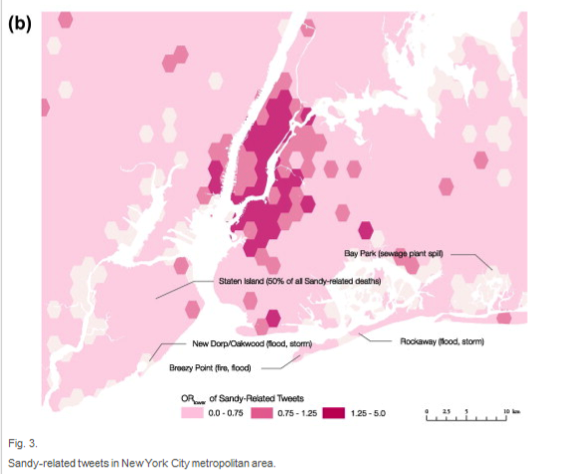 (b)
Bay Park (sewage plant spill)
Staten Island (50% of all Sandy-related deaths)
New Dorp/Oakwood (flood, storm)
Rockaway (flood, storm)
Breezy Point (fire, flood)
OR lower of Sandy-Related Tweets
0.0 - 0.75 0.75 - 1.25 1.25 - 5.0
0 2.5 5 10 km
Fig. 3.
Sandy-related tweets in New York City metropolitan area.